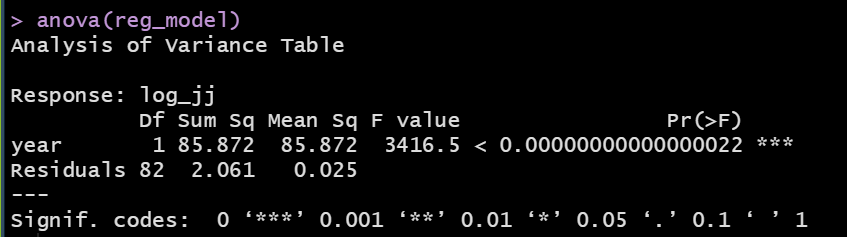 > anova(reg_model)
Analysis of Variance Table

Response: log_jj
          Df Sum Sq Mean Sq F value                 Pr(>F)
year       1 85.872  85.872  3416.5 < 0.00000000000000022 ***
Residuals 82  2.061   0.025
---
Signif. codes:  0 ‘***’ 0.001 ‘**’ 0.01 ‘*’ 0.05 ‘.’ 0.1 ‘ ’ 1